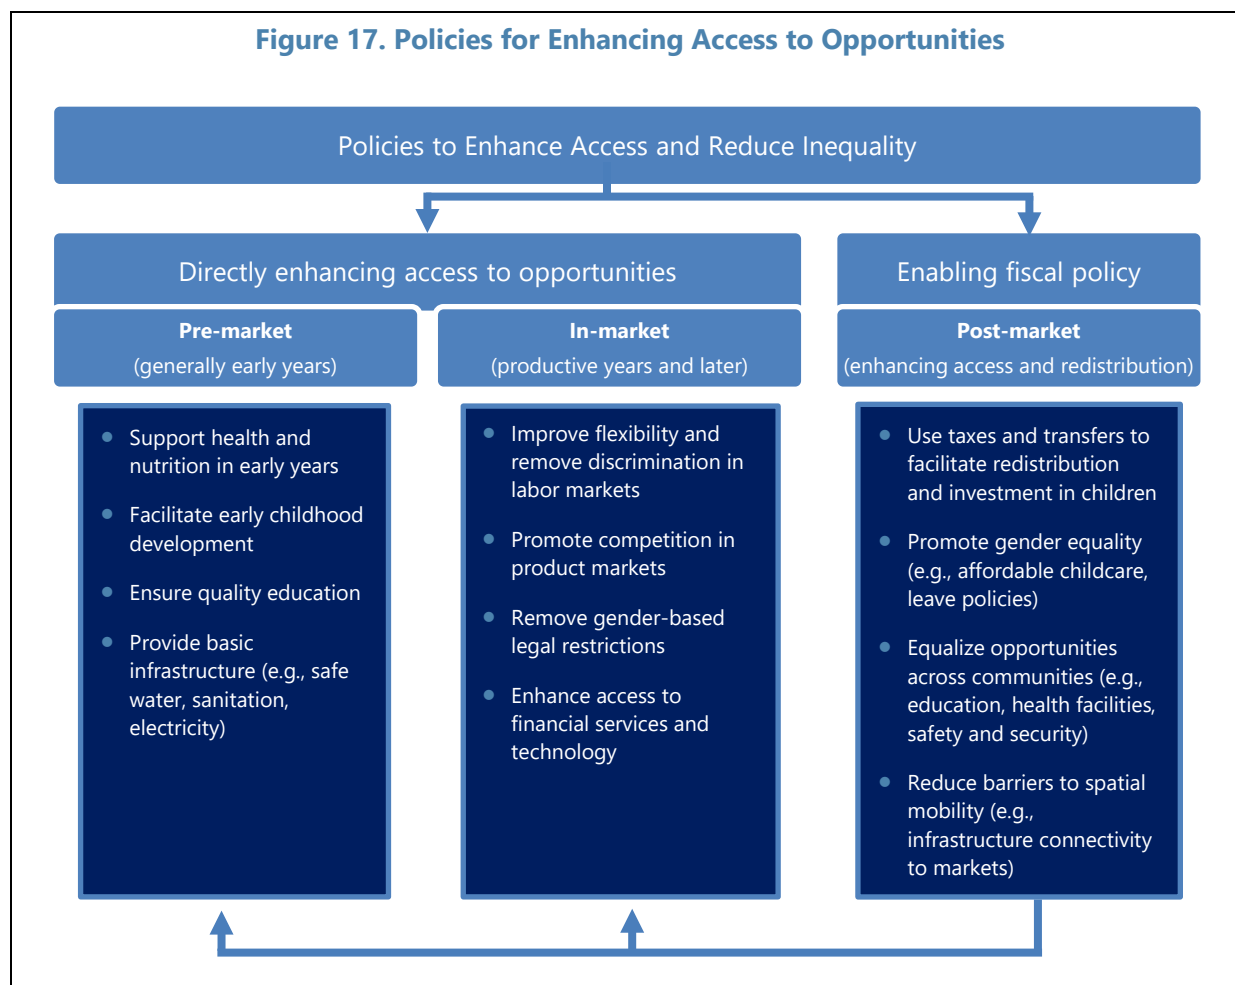 Figure 17. Policies for Enhancing Access to Opportunities
Policies to Enhance Access and Reduce Inequality
Directly enhancing access to opportunities
Enabling fiscal policy
Pre-market
(generally early years)
In-market
(productive years and later)
Post-market
(enhancing access and redistribution)
• Support health and
nutrition in early years
• Facilitate early childhood
development
• Ensure quality education
• Provide basic
infrastructure (e.g., safe
water, sanitation,
electricity)
• Improve flexibility and
remove discrimination in
labor markets
• Promote competition in
product markets
• Remove gender-based
legal restrictions
• Enhance access to
financial services and
technology
• Use taxes and transfers to
facilitate redistribution
and investment in children
• Promote gender equality
(e.g., affordable childcare,
leave policies)
• Equalize opportunities
across communities (e.g.,
education, health facilities,
safety and security)
• Reduce barriers to spatial
mobility (e.g.,
infrastructure connectivity
to markets)